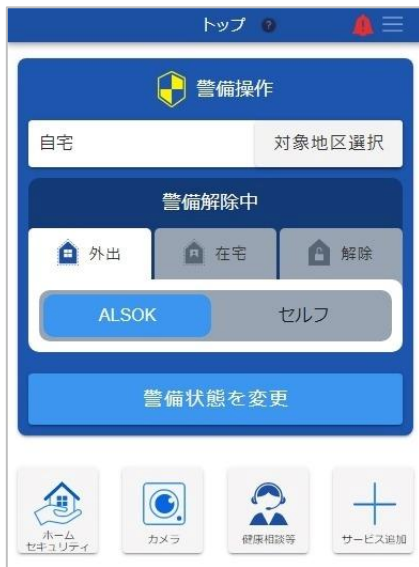 トップ ?
警備操作
自宅 対象地区選択
警備解除中
外出 在宅 解除
ALSOK セルフ
警備状態を変更
ホーム
セキュリティ
カメラ
健康相談等
サービス追加